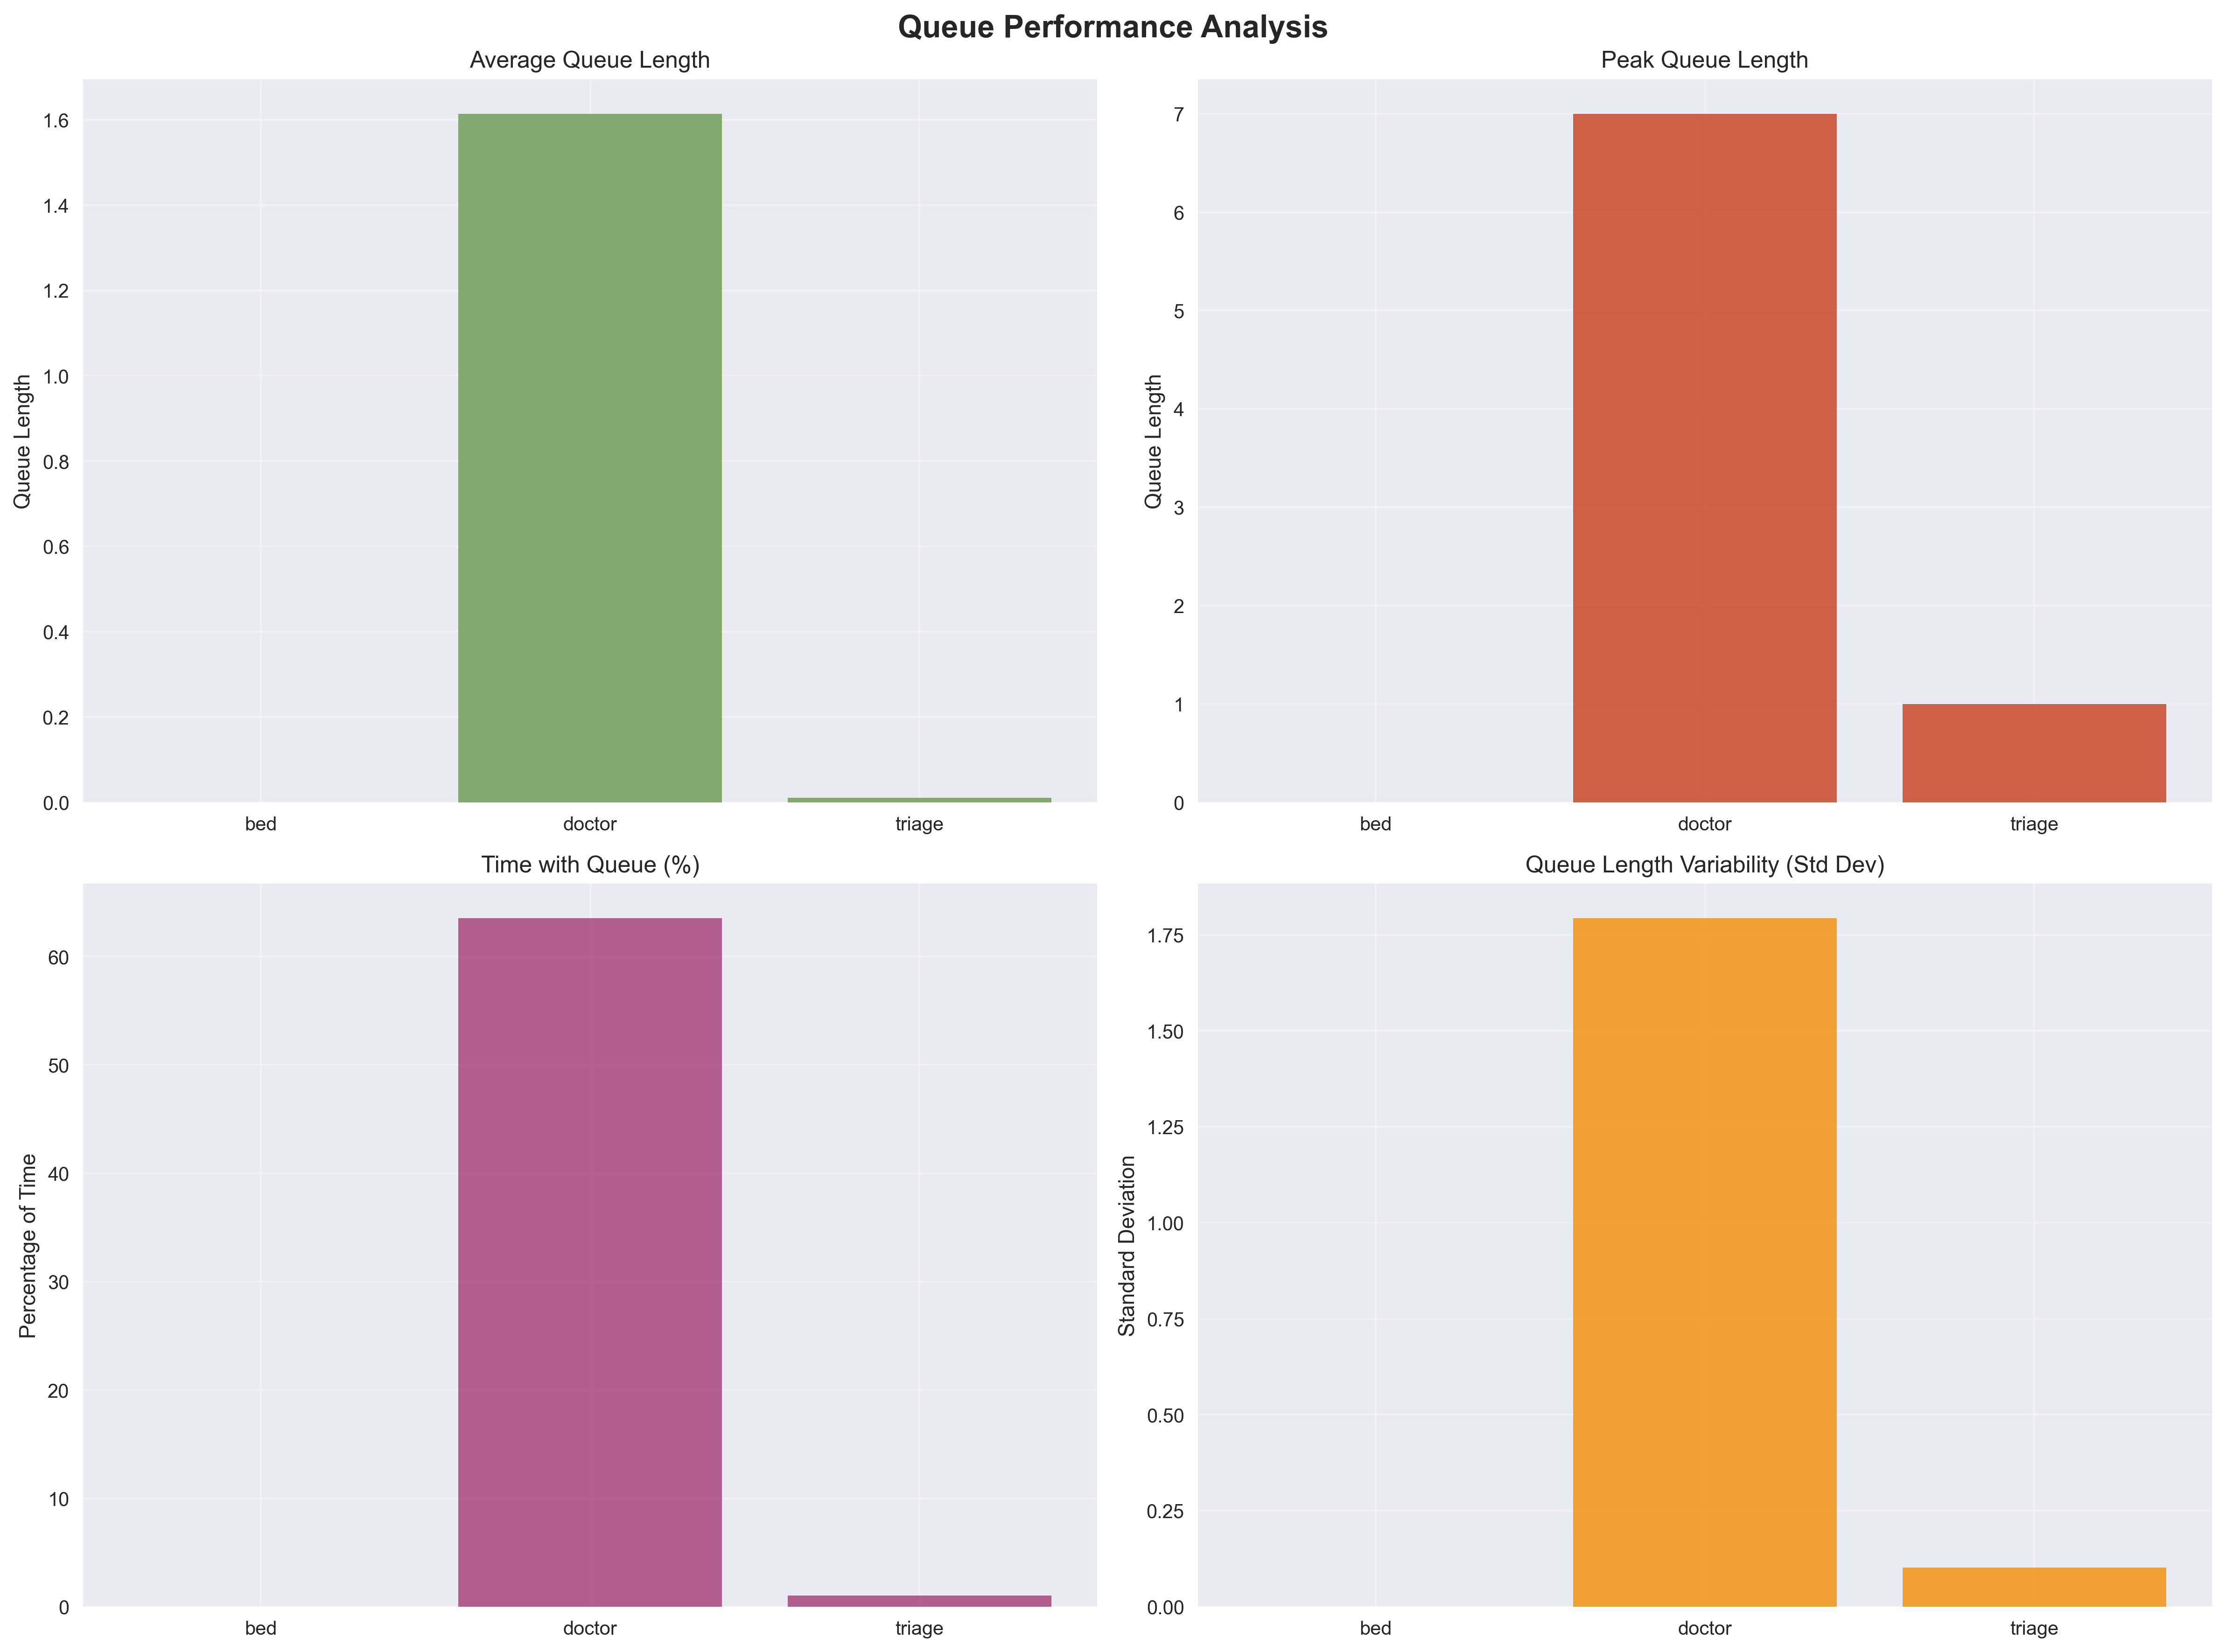 Queue Performance Analysis
Average Queue Length
Queue Length
1.6
1.4
1.2
1.0
0.8
0.6
0.4
0.2
0.0
bed doctor triage
Peak Queue Length
Queue Length
7
6
5
4
3
2
1
0
bed doctor triage
Time with Queue (%)
Percentage of Time
60
50
40
30
20
10
0
bed doctor triage
Queue Length Variability (Std Dev)
Standard Deviation
1.75
1.50
1.25
1.00
0.75
0.50
0.25
0.00
bed doctor triage